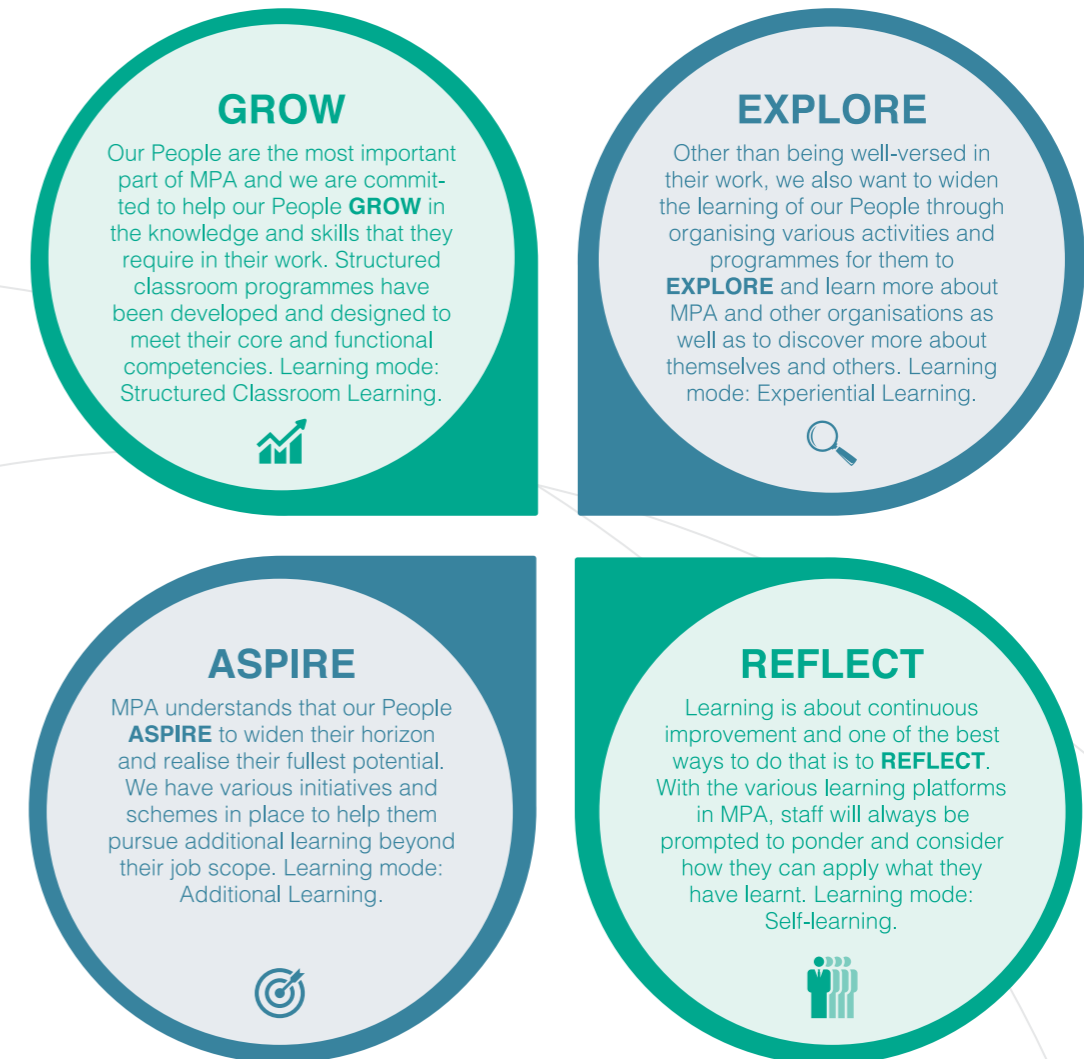 GROW
Our People are the most important
part of MPA and we are commit-
ted to help our People GROW in
the knowledge and skills that they
require in their work. Structured
classroom programmes have
been developed and designed to
meet their core and functional
competencies. Learning mode:
Structured Classroom Learning.
EXPLORE
Other than being well-versed in
their work, we also want to widen
the learning of our People through
organising various activities and
programmes for them to
EXPLORE and learn more about
MPA and other organisations as
well as to discover more about
themselves and others. Learning
mode: Experiential Learning.
ASPIRE
MPA understands that our People
ASPIRE to widen their horizon
and realise their fullest potential.
We have various initiatives and
schemes in place to help them
pursue additional learning beyond
their job scope. Learning mode:
Additional Learning.
REFLECT
Learning is about continuous
improvement and one of the best
ways to do that is to REFLECT.
With the various learning platforms
in MPA, staff will always be
prompted to ponder and consider
how they can apply what they
have learnt. Learning mode:
Self-learning.